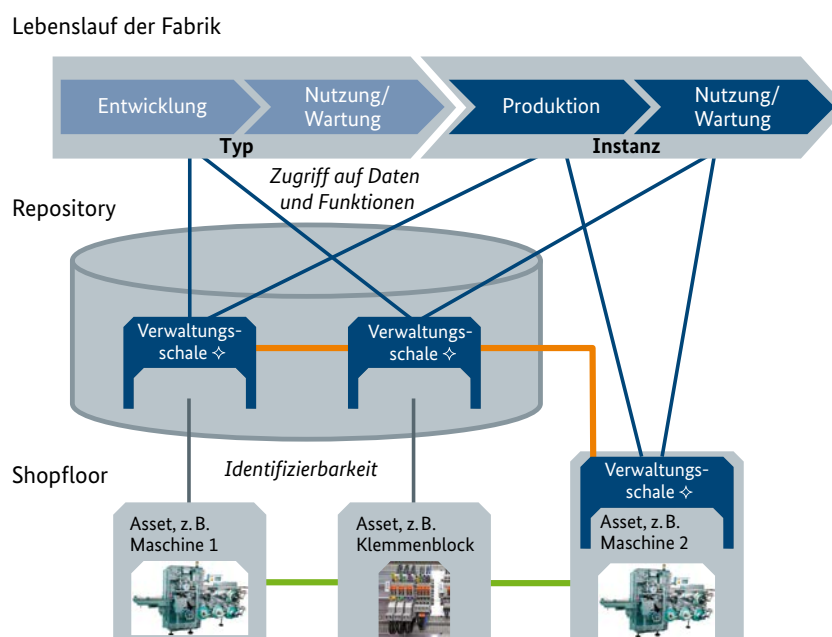 Lebenslauf der Fabrik
Entwicklung
Nutzung/
Wartung
Produktion
Nutzung/
Wartung
Typ
Instanz
Zugriff auf Daten
und Funktionen
Repository
Verwaltungs-
schale ✧
Verwaltungs-
schale ✧
Shopfloor
Identifizierbarkeit
Verwaltungs-
schale ✧
Asset, z. B.
Maschine 1
Asset, z. B.
Klemmenblock
Asset, z. B.
Maschine 2